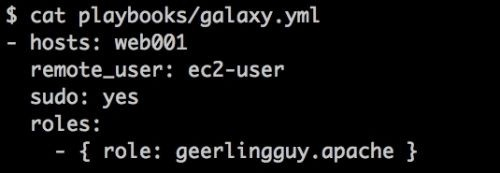 $ cat playbooks/galaxy.yml
- hosts: web001
  remote_user: ec2-user
  sudo: yes
  roles:
    - { role: geerlingguy.apache }